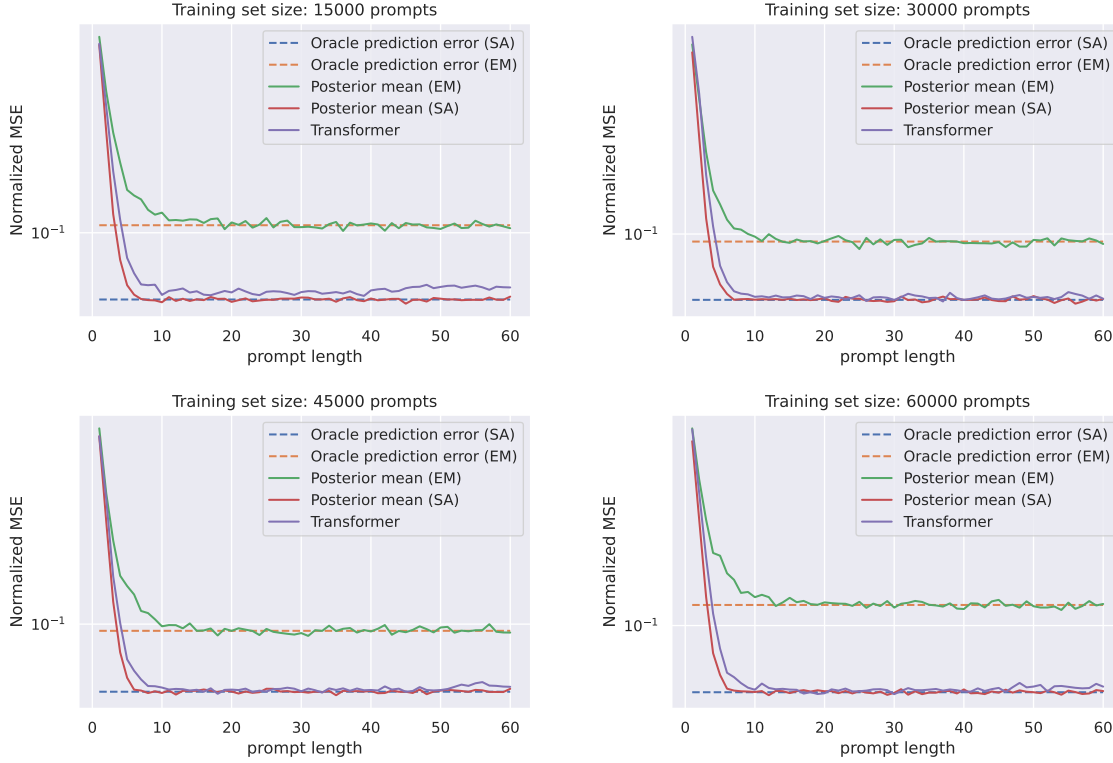 Training set size: 15000 prompts
Normalized MSE
10⁻¹
Oracle prediction error (SA)
Oracle prediction error (EM)
Posterior mean (EM)
Posterior mean (SA)
Transformer
0 10 20 30 40 50 60
prompt length
Training set size: 30000 prompts
Normalized MSE
10⁻¹
Oracle prediction error (SA)
Oracle prediction error (EM)
Posterior mean (EM)
Posterior mean (SA)
Transformer
0 10 20 30 40 50 60
prompt length
Training set size: 45000 prompts
Normalized MSE
10⁻¹
Oracle prediction error (SA)
Oracle prediction error (EM)
Posterior mean (EM)
Posterior mean (SA)
Transformer
0 10 20 30 40 50 60
prompt length
Training set size: 60000 prompts
Normalized MSE
10⁻¹
Oracle prediction error (SA)
Oracle prediction error (EM)
Posterior mean (EM)
Posterior mean (SA)
Transformer
0 10 20 30 40 50 60
prompt length